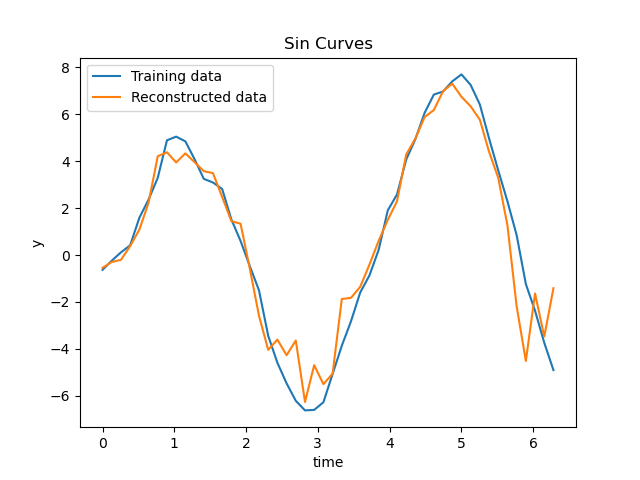 Sin Curves
Training data
Reconstructed data
8
6
4
2
0
−2
−4
−6
y
0 1 2 3 4 5 6
time